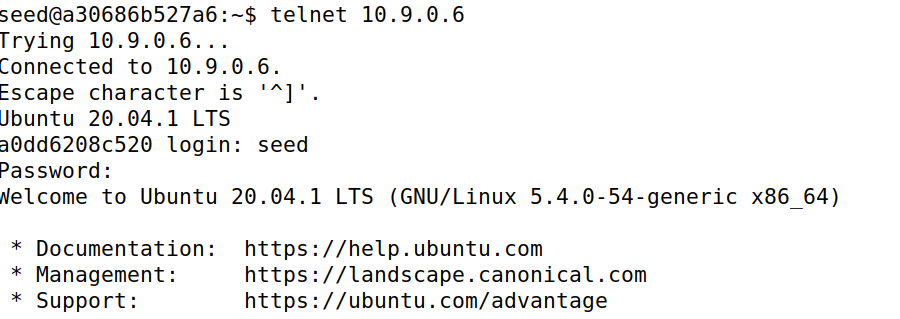 seed@a30686b527a6:~$ telnet 10.9.0.6
Trying 10.9.0.6...
Connected to 10.9.0.6.
Escape character is '^]'.
Ubuntu 20.04.1 LTS
a0dd6208c520 login: seed
Password:
Welcome to Ubuntu 20.04.1 LTS (GNU/Linux 5.4.0-54-generic x86_64)

 * Documentation:  https://help.ubuntu.com
 * Management:     https://landscape.canonical.com
 * Support:        https://ubuntu.com/advantage